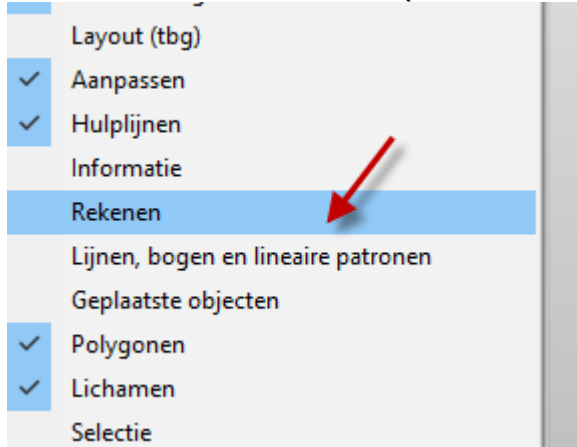 Layout (tbg)
Aanpassen
Hulplijnen
Informatie
Rekenen
Lijnen, bogen en lineaire patronen
Geplaatste objecten
Polygonen
Lichamen
Selectie